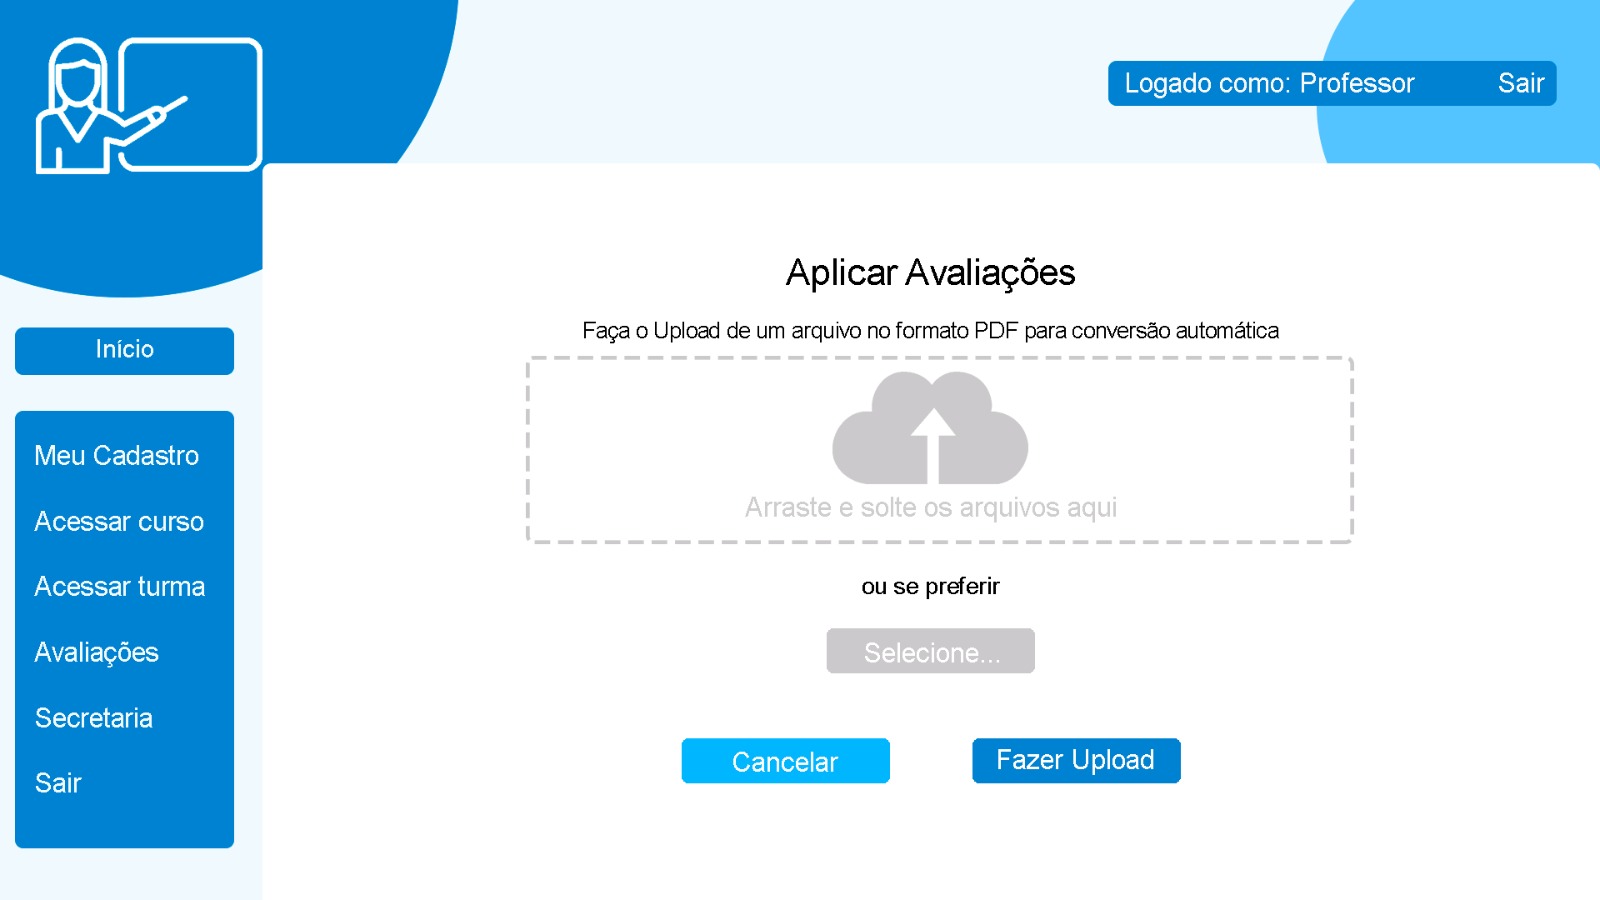 Logado como: Professor
Sair
Início
Meu Cadastro
Acessar curso
Acessar turma
Avaliações
Secretaria
Sair
Aplicar Avaliações
Faça o Upload de um arquivo no formato PDF para conversão automática
Arraste e solte os arquivos aqui
ou se preferir
Selecione...
Cancelar
Fazer Upload